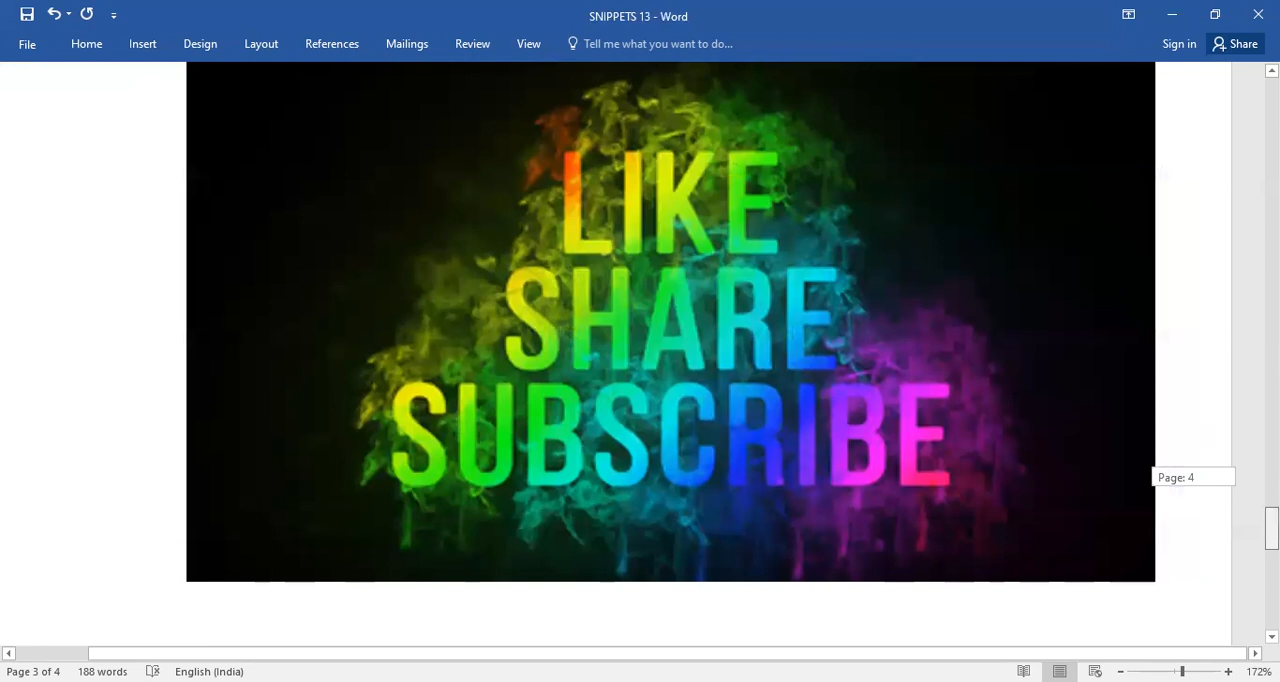 SNIPPETS 13 - Word
File Home Insert Design Layout References Mailings Review View Tell me what you want to do... Sign in Share
LIKE
SHARE
SUBSCRIBE
Page: 4
Page 3 of 4 188 words English (India) 172%